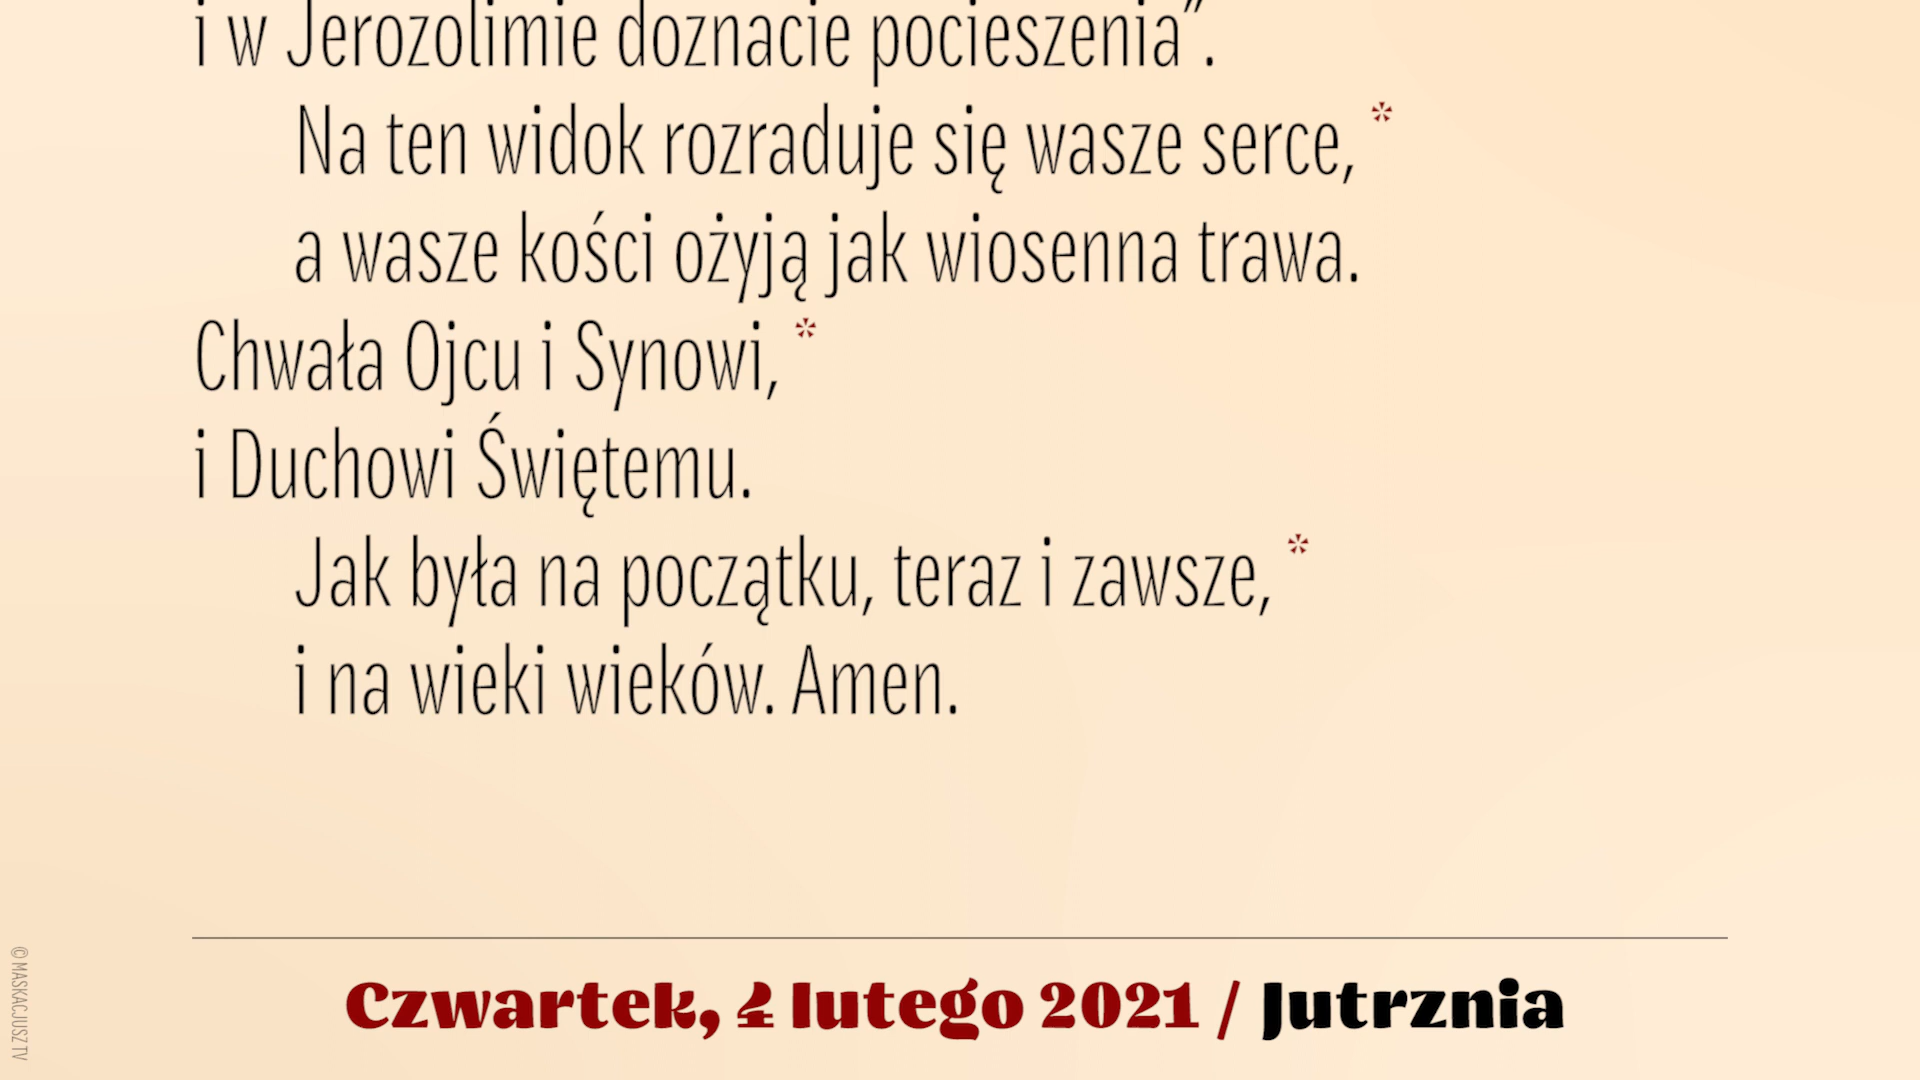 i w Jerozolimie doznacie pocieszenia”.
Na ten widok rozraduje się wasze serce, *
a wasze kości ożyją jak wiosenna trawa.
Chwała Ojcu i Synowi, *
i Duchowi Świętemu.
Jak była na początku, teraz i zawsze, *
i na wieki wieków. Amen.
Czwartek, 4 lutego 2021 / Jutrznia
© MASKACJUSZ TV